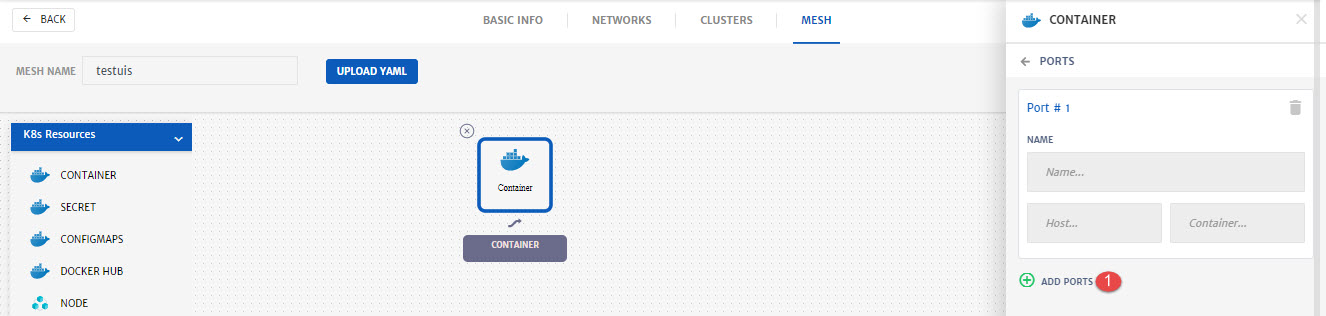 BACK
BASIC INFO
NETWORKS
CLUSTERS
MESH
MESH NAME
testuis
UPLOAD YAML
K8s Resources
CONTAINER
SECRET
CONFIGMAPS
DOCKER HUB
NODE
Container
CONTAINER
CONTAINER
PORTS
Port # 1
NAME
Name...
Host...
Container...
ADD PORTS 1